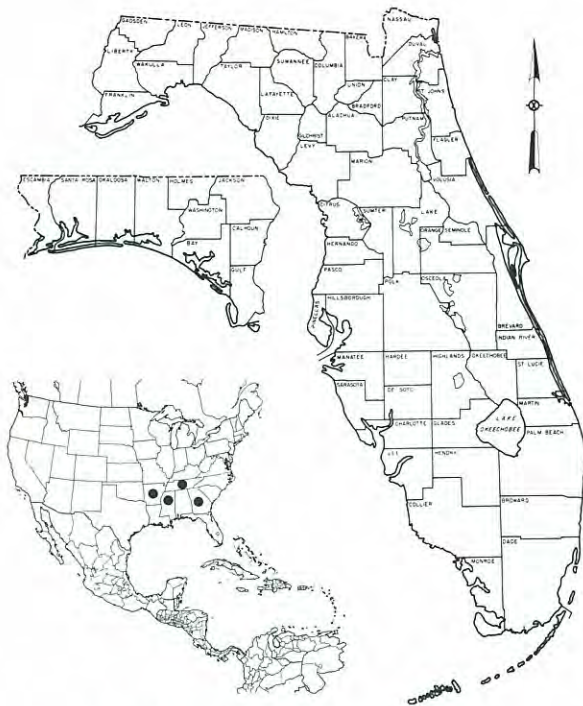 NASSAU
GADSDEN
LEON
JEFFERSON
MADISON
HAMILTON
BAKER
DUVAL
LIBERTY
WAKULLA
SUWANNEE
COLUMBIA
TAYLOR
UNION
CLAY
ST JOHNS
FRANKLIN
LAFAYETTE
BRADFORD
DIXIE
ALACHUA
PUTNAM
GILCHRIST
FLAGLER
LEVY
MARION
VOLUSIA
ESCAMBIA
SANTA ROSA
OKALOOSA
WALTON
HOLMES
JACKSON
WASHINGTON
BAY
CALHOUN
GULF
CITRUS
SUMTER
LAKE
ORANGE
SEMINOLE
HERNANDO
PASCO
POLK
OSCEOLA
HILLSBOROUGH
PINELLAS
BREVARD
INDIAN RIVER
MANATEE
HARDEE
HIGHLANDS
OKEECHOBEE
ST LUCIE
SARASOTA
DE SOTO
MARTIN
CHARLOTTE
GLADES
LAKE
OKEECHOBEE
PALM BEACH
LEE
HENDRY
COLLIER
BROWARD
DADE
MONROE